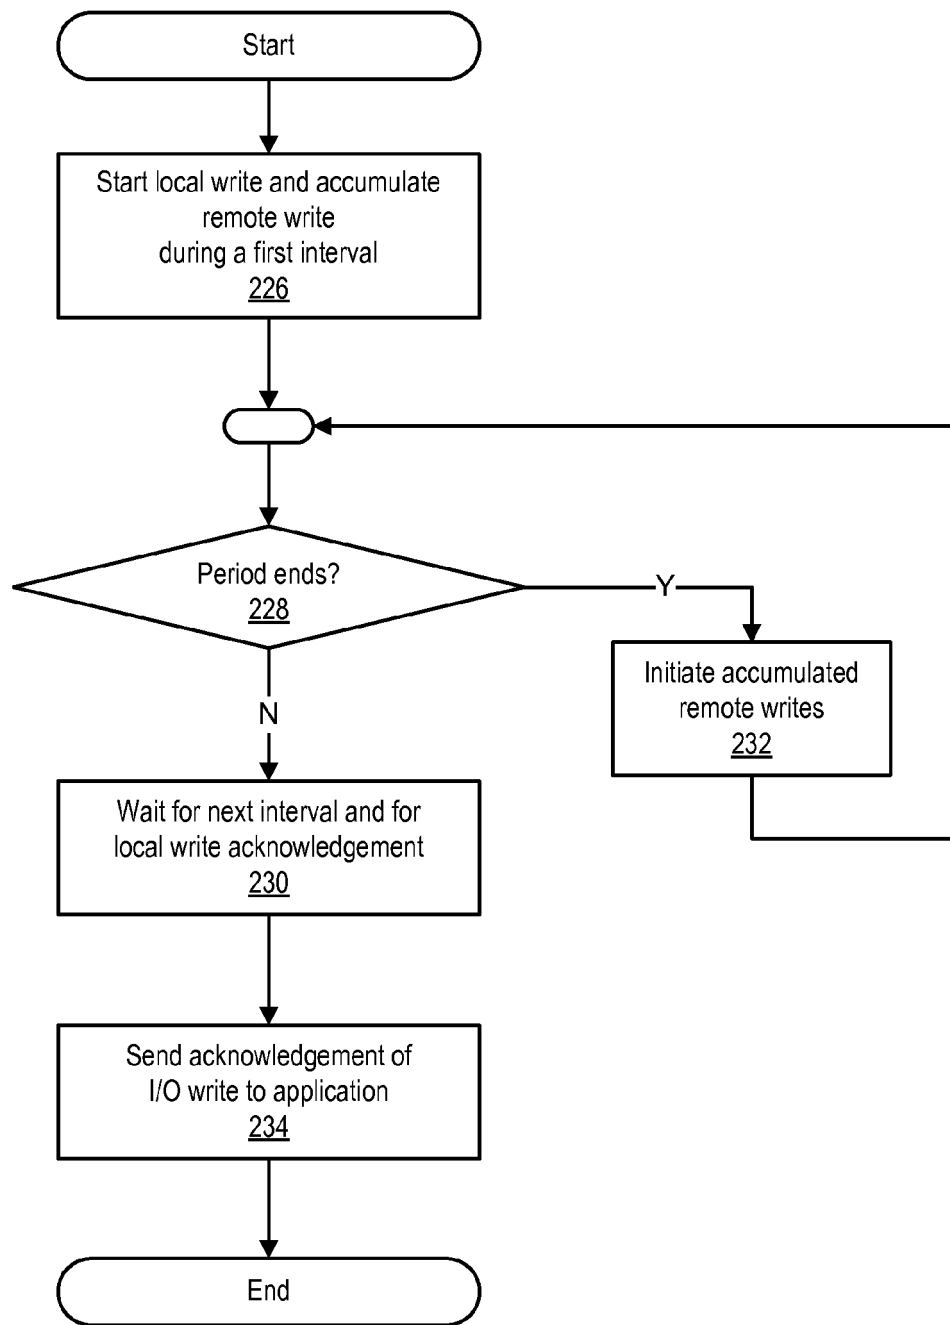 Start
Start local write and accumulate
remote write
during a first interval
226
Period ends?
228
Y
Initiate accumulated
remote writes
232
N
Wait for next interval and for
local write acknowledgement
230
Send acknowledgement of
I/O write to application
234
End